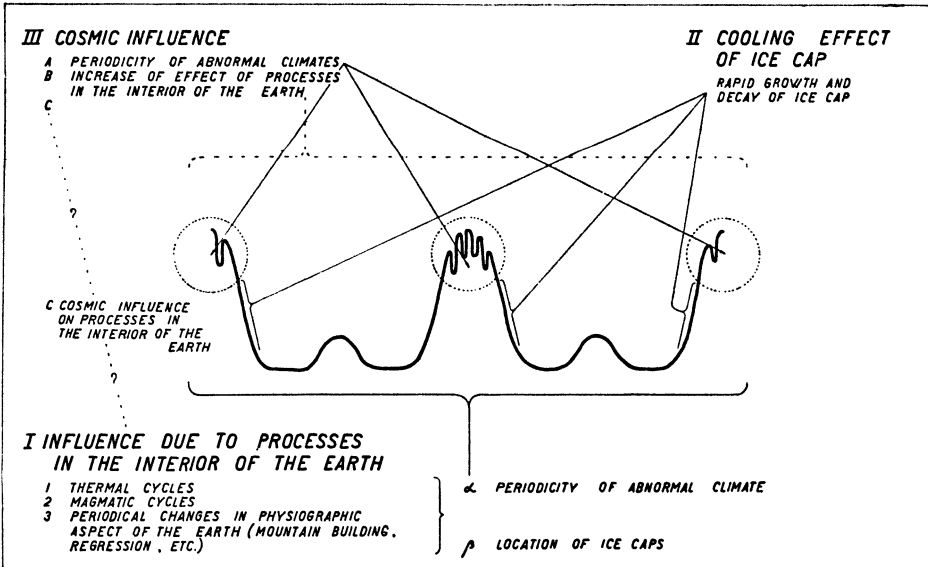 III COSMIC INFLUENCE
A PERIODICITY OF ABNORMAL CLIMATES
B INCREASE OF EFFECT OF PROCESSES
IN THE INTERIOR OF THE EARTH
C
?
C COSMIC INFLUENCE
ON PROCESSES IN
THE INTERIOR OF THE
EARTH
?
II COOLING EFFECT
OF ICE CAP
RAPID GROWTH AND
DECAY OF ICE CAP
I INFLUENCE DUE TO PROCESSES
IN THE INTERIOR OF THE EARTH
1 THERMAL CYCLES
2 MAGMATIC CYCLES
3 PERIODICAL CHANGES IN PHYSIOGRAPHIC
ASPECT OF THE EARTH (MOUNTAIN BUILDING,
REGRESSION, ETC.)
α PERIODICITY OF ABNORMAL CLIMATE
β LOCATION OF ICE CAPS